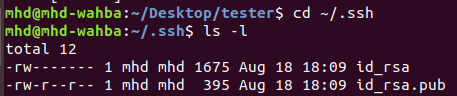 mhd@mhd-wahba:~/Desktop/tester$ cd ~/.ssh
mhd@mhd-wahba:~/.ssh$ ls -l
total 12
-rw------- 1 mhd mhd 1675 Aug 18 18:09 id_rsa
-rw-r--r-- 1 mhd mhd  395 Aug 18 18:09 id_rsa.pub